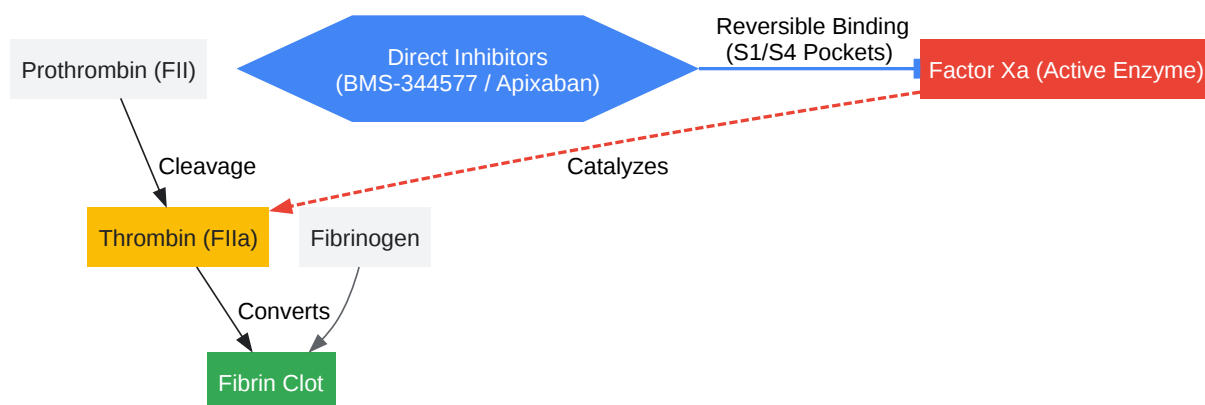 Prothrombin (FII)
Direct Inhibitors
(BMS-344577 / Apixaban)
Reversible Binding
(S1/S4 Pockets)
Factor Xa (Active Enzyme)
Cleavage
Catalyzes
Thrombin (FIIa)
Fibrinogen
Converts
Fibrin Clot